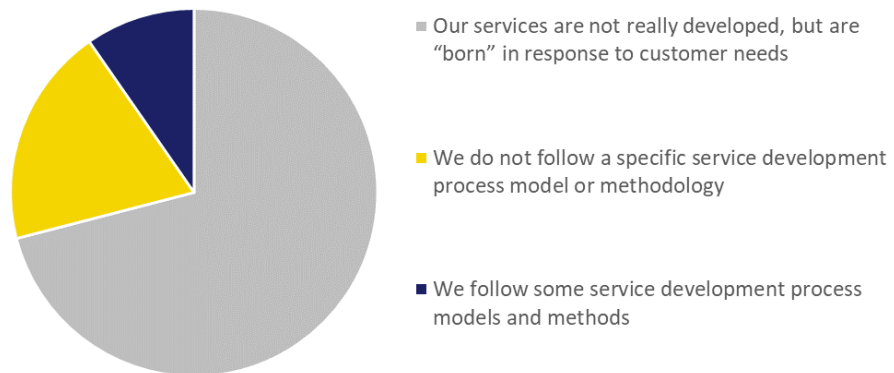 Our services are not really developed, but are
“born” in response to customer needs
We do not follow a specific service development
process model or methodology
We follow some service development process
models and methods